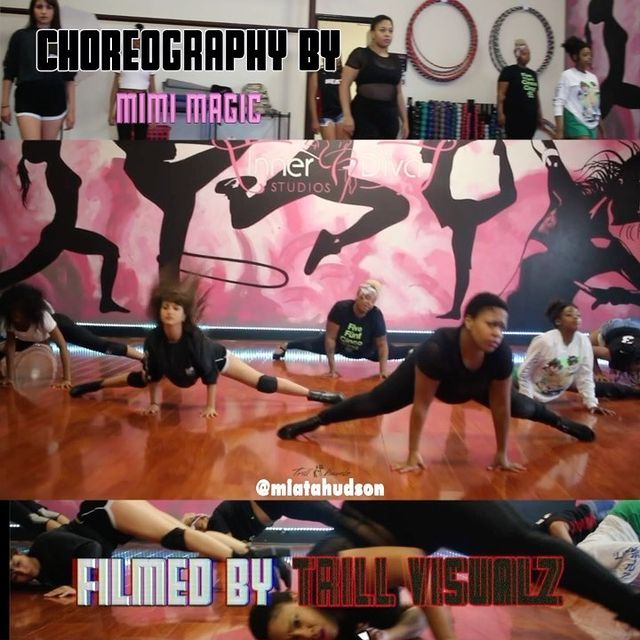 CHOREOGRAPHY BY
MIMI MAGIC
Inner Diva
STUDIOS
@miatahudson
FILMED BY TRILL VISUALZ